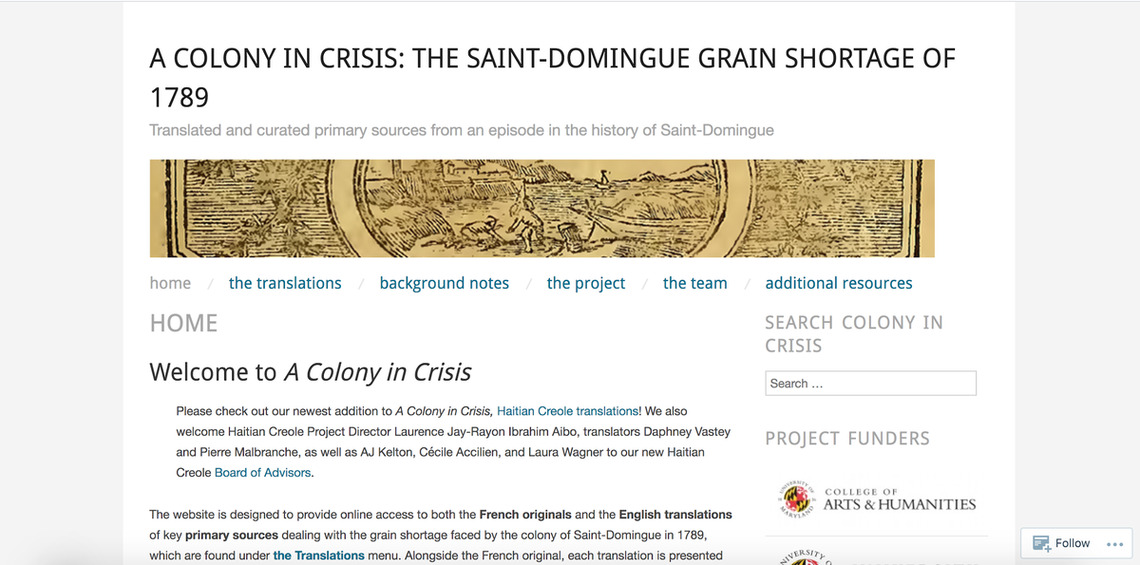 A COLONY IN CRISIS: THE SAINT-DOMINGUE GRAIN SHORTAGE OF
1789
Translated and curated primary sources from an episode in the history of Saint-Domingue
home / the translations / background notes / the project / the team / additional resources
HOME
Welcome to A Colony in Crisis
Please check out our newest addition to A Colony in Crisis, Haitian Creole translations! We also
welcome Haitian Creole Project Director Laurence Jay-Rayon Ibrahim Aibo, translators Daphney Vastey
and Pierre Malbranche, as well as AJ Kelton, Cécile Accilien, and Laura Wagner to our new Haitian
Creole Board of Advisors.
The website is designed to provide online access to both the French originals and the English translations
of key primary sources dealing with the grain shortage faced by the colony of Saint-Domingue in 1789,
which are found under the Translations menu. Alongside the French original, each translation is presented
SEARCH COLONY IN
CRISIS
Search ...
PROJECT FUNDERS
UNIVERSITY OF
MARYLAND
COLLEGE OF
ARTS & HUMANITIES
UNIVERSITY
Follow